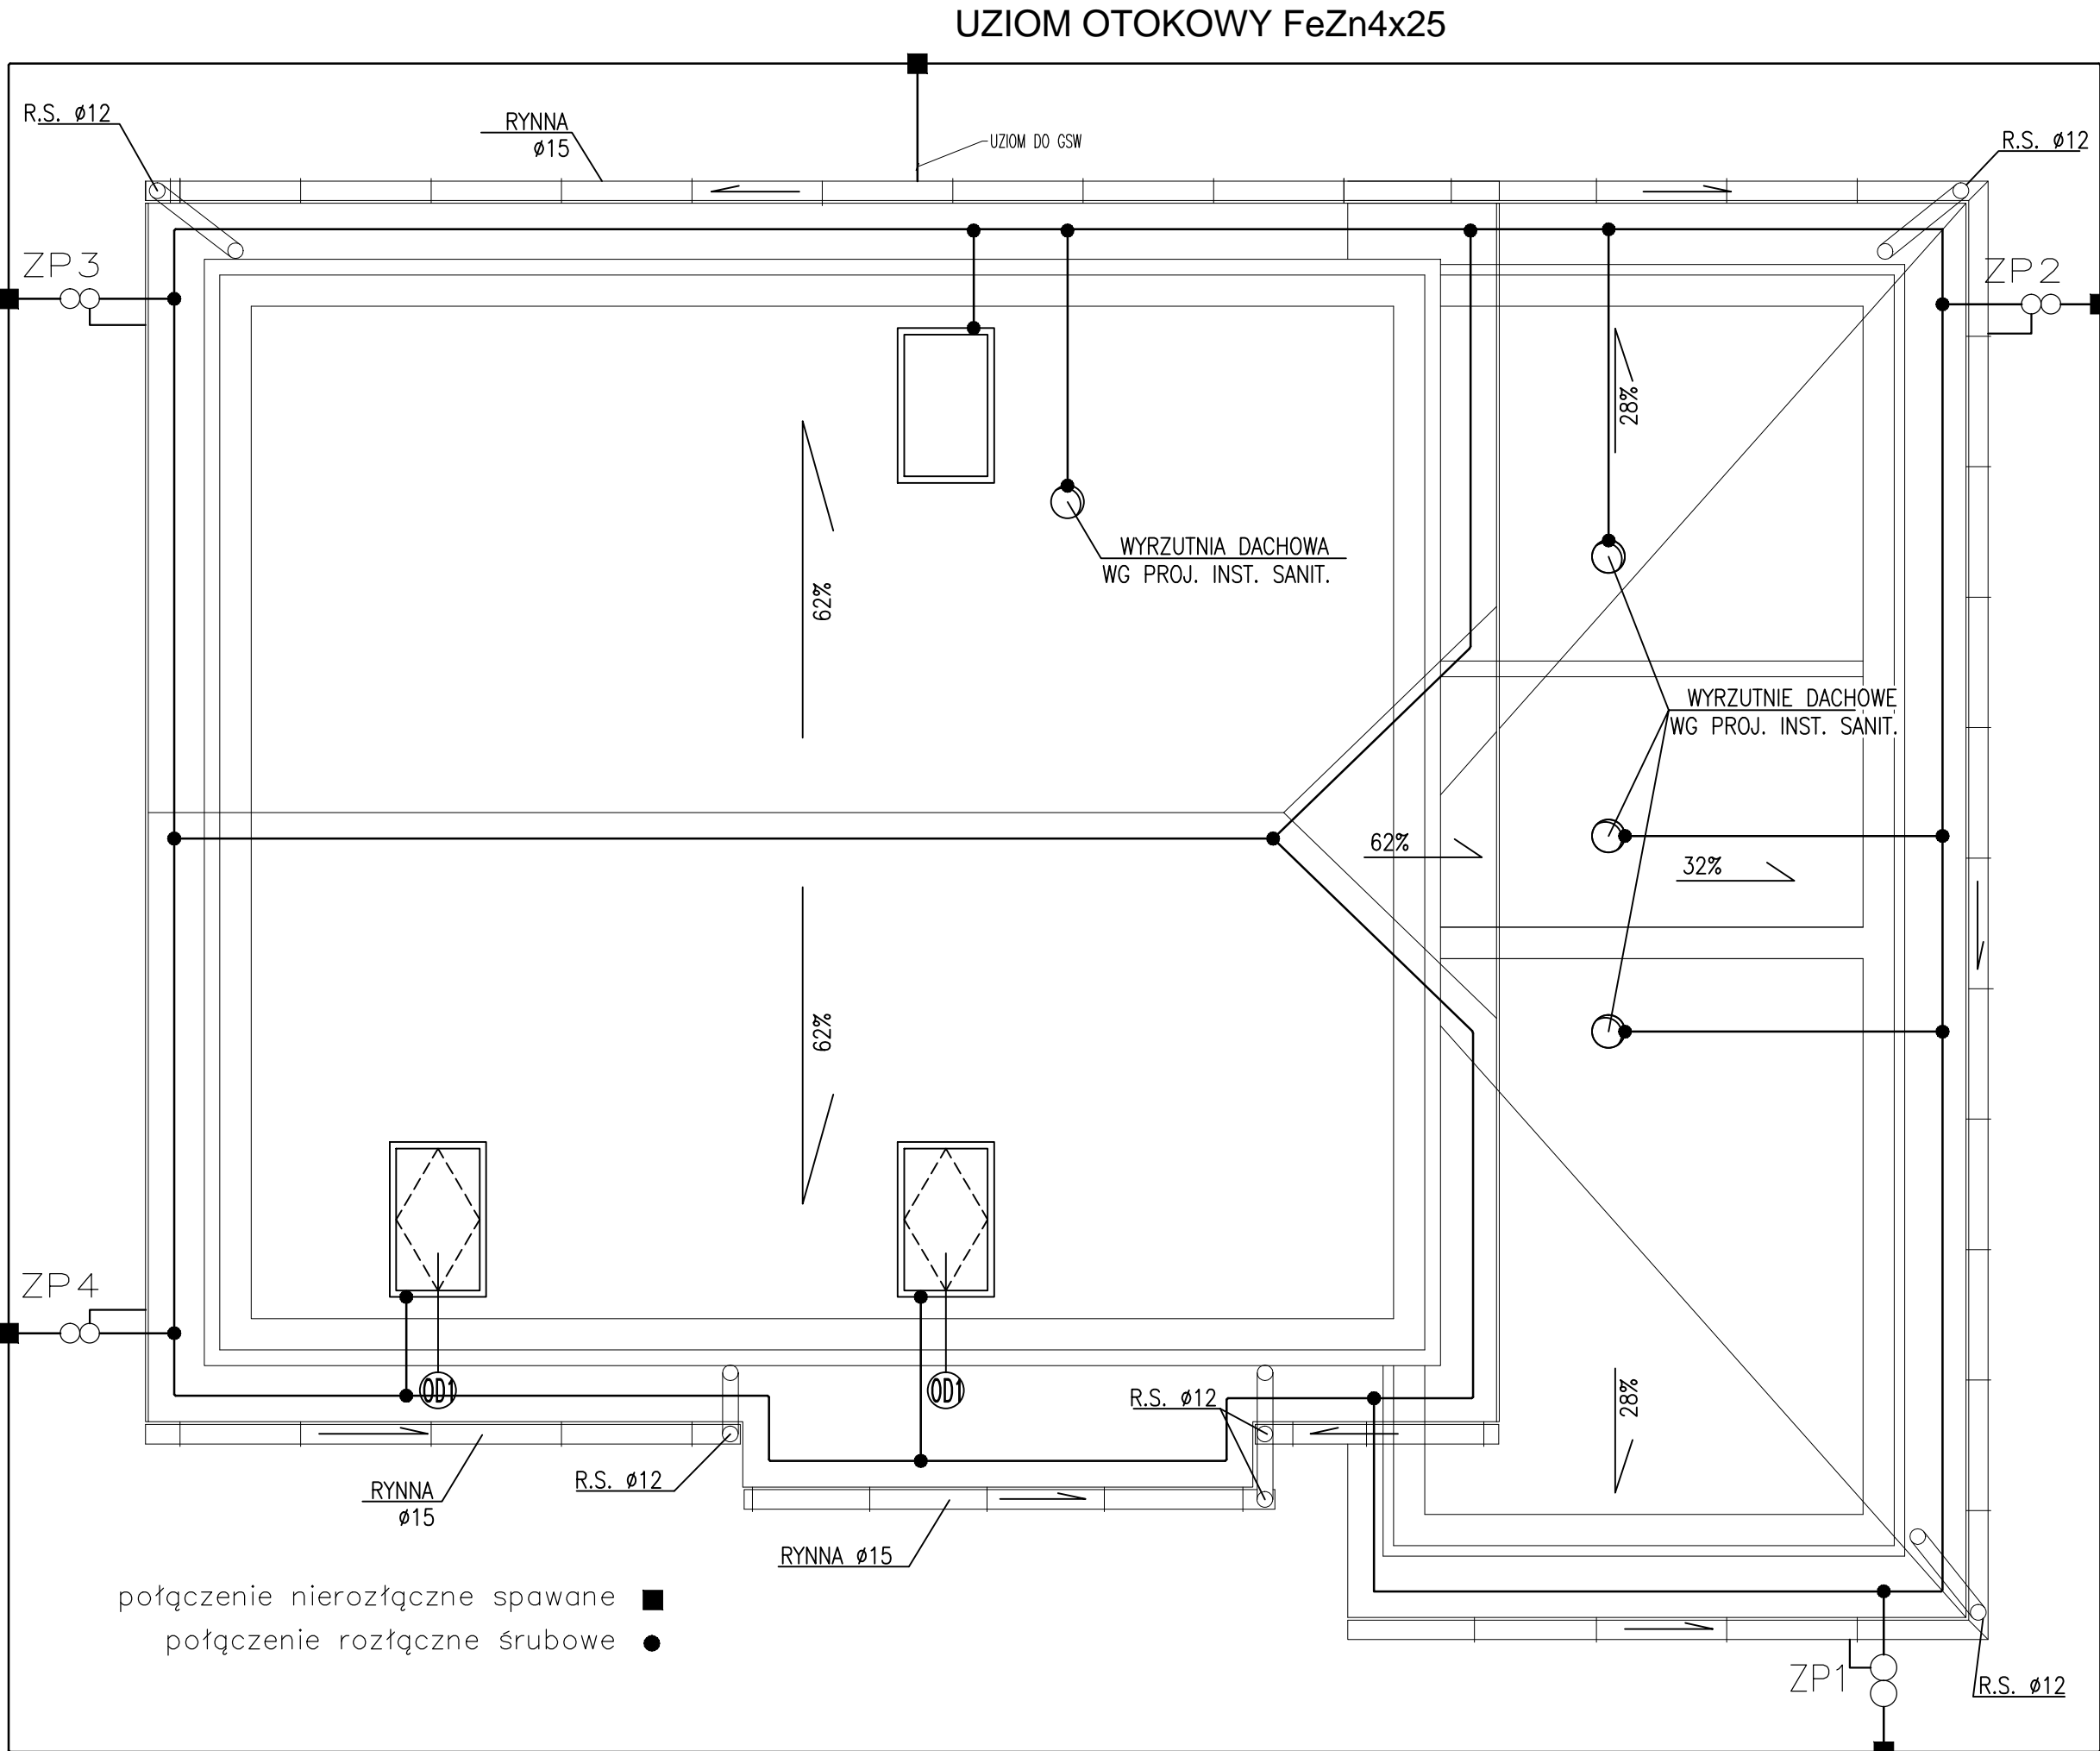 UZIOM OTOKOWY FeZn4x25
R.S. ø12
RYNNA
ø15
UZIOM DO GSW
R.S. ø12
ZP3
ZP2
28%
WYRZUTNIA DACHOWA
WG PROJ. INST. SANIT.
62%
WYRZUTNIE DACHOWE
WG PROJ. INST. SANIT.
62%
32%
62%
ZP4
OD1
OD1
R.S. ø12
28%
RYNNA
ø15
R.S. ø12
RYNNA ø15
połączenie nierozłączne spawane
połączenie rozłączne śrubowe
ZP1
R.S. ø12